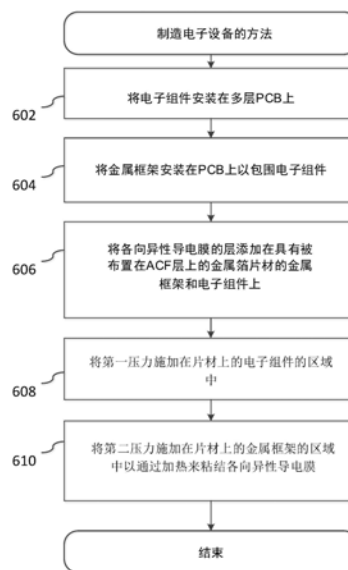 制造电子设备的方法
602
将电子组件安装在多层PCB上
604
将金属框架安装在PCB上以包围电子组件
606
将各向异性导电膜的层添加在具有被
布置在ACF层上的金属箔片材的金属
框架和电子组件上
608
将第一压力施加在片材上的电子组件的区域
中
610
将第二压力施加在片材上的金属框架的区域
中以通过加热来粘结各向异性导电膜
结束